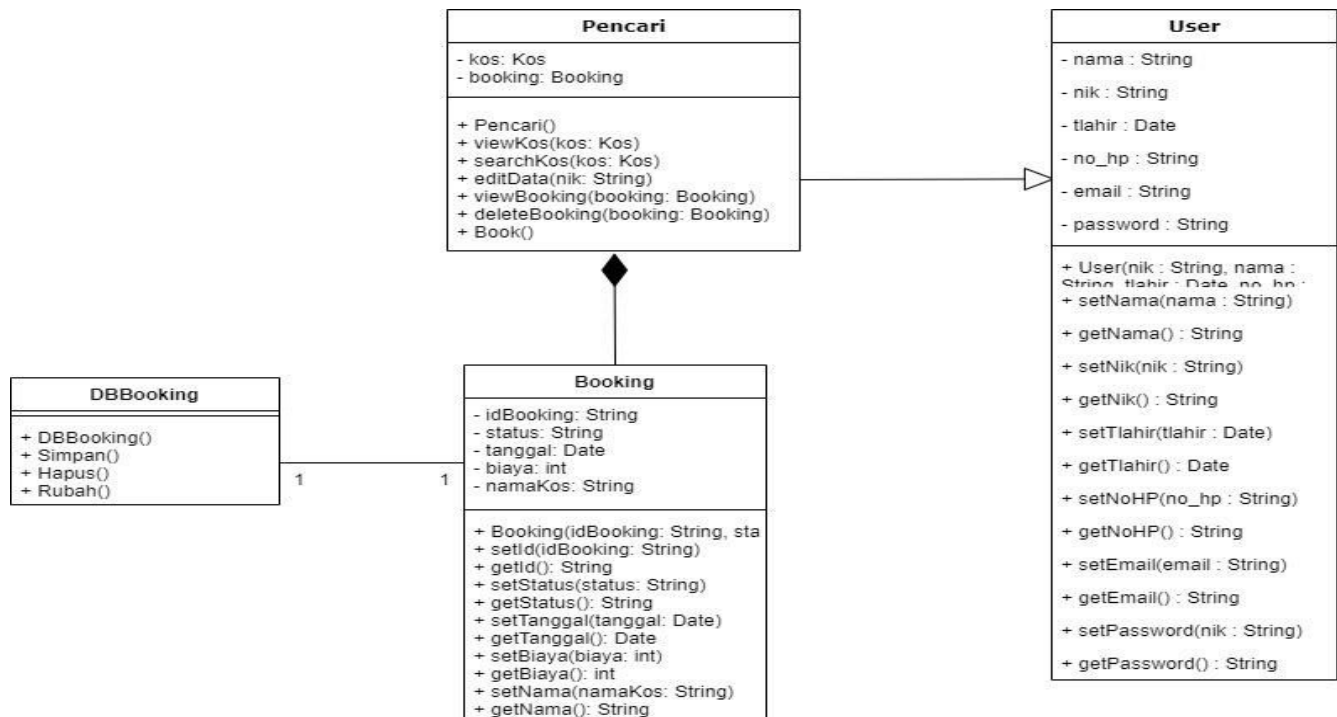 Pencari
- kos: Kos
- booking: Booking
+ Pencari()
+ viewKos(kos: Kos)
+ searchKos(kos: Kos)
+ editData(nik: String)
+ viewBooking(booking: Booking)
+ deleteBooking(booking: Booking)
+ Book()
User
- nama : String
- nik : String
- tlahir : Date
- no_hp : String
- email : String
- password : String
+ User(nik : String, nama :
String, tlahir : Date, no_hp :
+ setNama(nama : String)
+ getNama() : String
+ setNik(nik : String)
+ getNik() : String
+ setTlahir(tlahir : Date)
+ getTlahir() : Date
+ setNoHP(no_hp : String)
+ getNoHP() : String
+ setEmail(email : String)
+ getEmail() : String
+ setPassword(nik : String)
+ getPassword() : String
DBBooking
+ DBBooking()
+ Simpan()
+ Hapus()
+ Rubah()
1
1
Booking
- idBooking: String
- status: String
- tanggal: Date
- biaya: int
- namaKos: String
+ Booking(idBooking: String, sta
+ setId(idBooking: String)
+ getId(): String
+ setStatus(status: String)
+ getStatus(): String
+ setTanggal(tanggal: Date)
+ getTanggal(): Date
+ setBiaya(biaya: int)
+ getBiaya(): int
+ setNama(namaKos: String)
+ getNama(): String